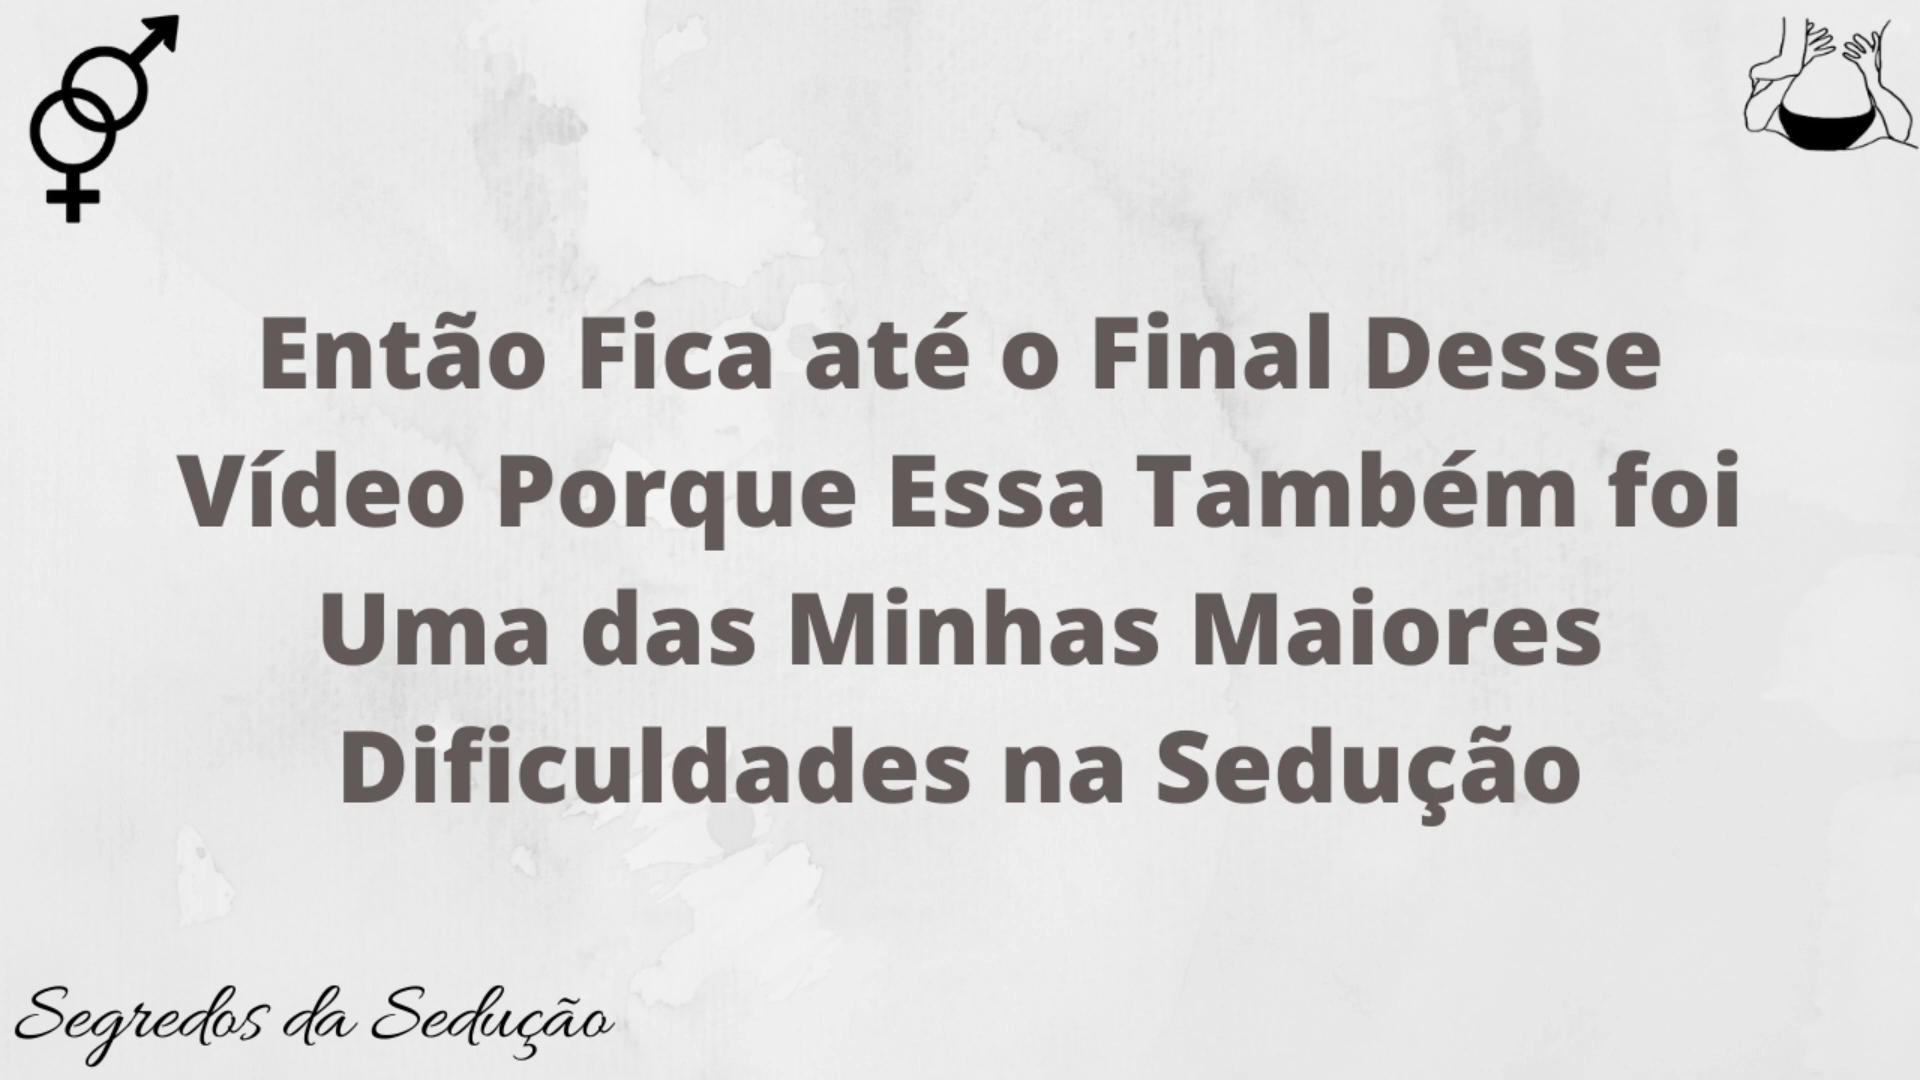 Então Fica até o Final Desse
Vídeo Porque Essa Também foi
Uma das Minhas Maiores
Dificuldades na Sedução
Segredos da Sedução